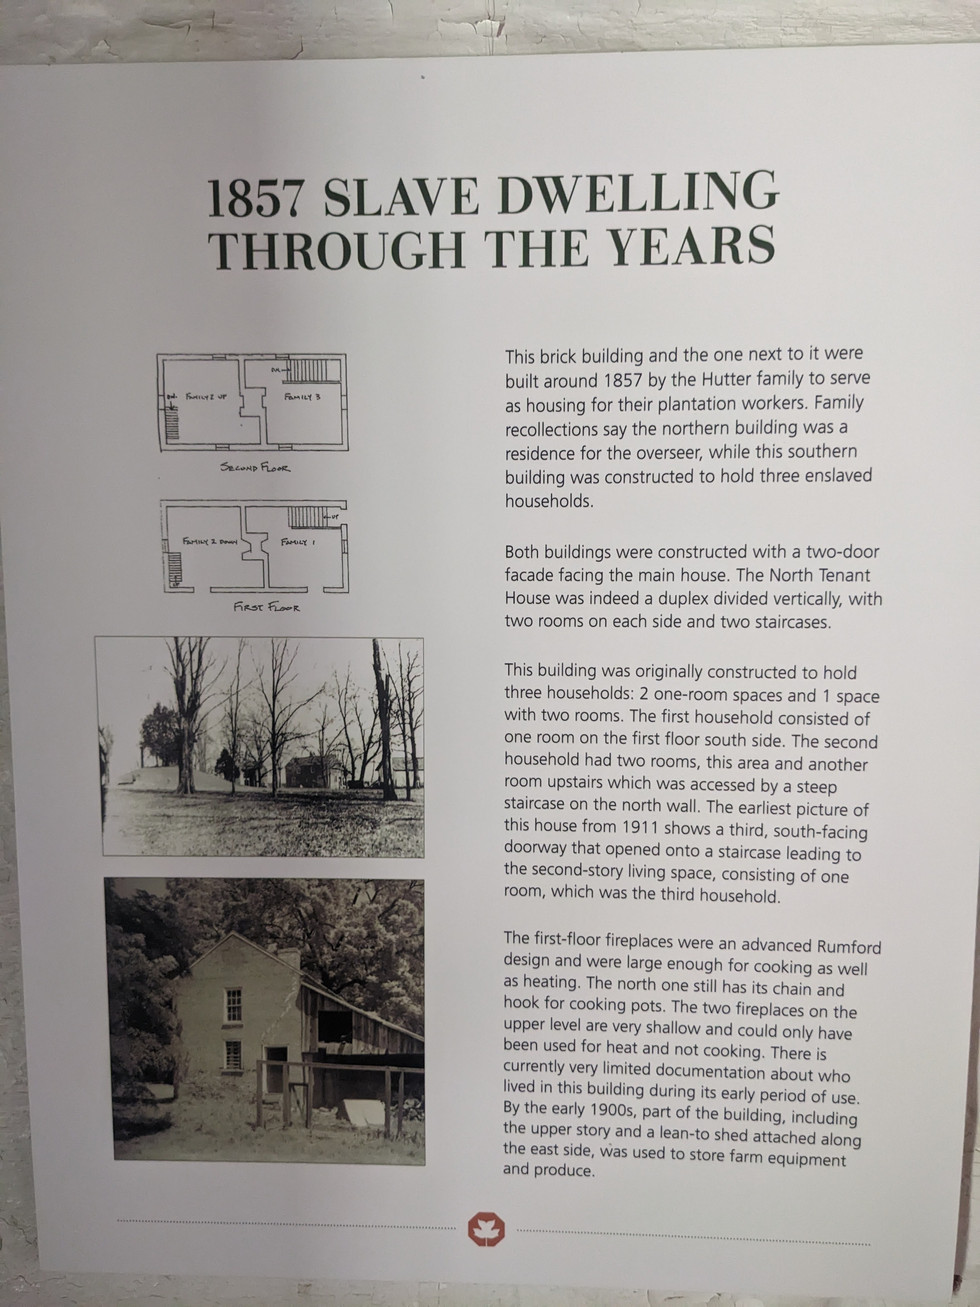 1857 SLAVE DWELLING
THROUGH THE YEARS
DN.
DN.
FAMILY 2 UP
FAMILY 3
SECOND FLOOR
UP
FAMILY 2 DOWN
FAMILY 1
UP
FIRST FLOOR
This brick building and the one next to it were
built around 1857 by the Hutter family to serve
as housing for their plantation workers. Family
recollections say the northern building was a
residence for the overseer, while this southern
building was constructed to hold three enslaved
households.
Both buildings were constructed with a two-door
facade facing the main house. The North Tenant
House was indeed a duplex divided vertically, with
two rooms on each side and two staircases.
This building was originally constructed to hold
three households: 2 one-room spaces and 1 space
with two rooms. The first household consisted of
one room on the first floor south side. The second
household had two rooms, this area and another
room upstairs which was accessed by a steep
staircase on the north wall. The earliest picture of
this house from 1911 shows a third, south-facing
doorway that opened onto a staircase leading to
the second-story living space, consisting of one
room, which was the third household.
The first-floor fireplaces were an advanced Rumford
design and were large enough for cooking as well
as heating. The north one still has its chain and
hook for cooking pots. The two fireplaces on the
upper level are very shallow and could only have
been used for heat and not cooking. There is
currently very limited documentation about who
lived in this building during its early period of use.
By the early 1900s, part of the building, including
the upper story and a lean-to shed attached along
the east side, was used to store farm equipment
and produce.